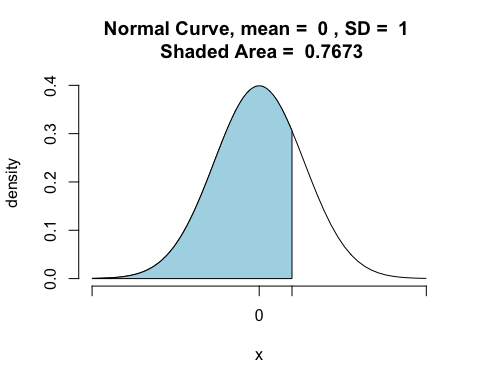 Normal Curve, mean =  0 , SD =  1
Shaded Area =  0.7673
density
0.4
0.3
0.2
0.1
0.0
0
x